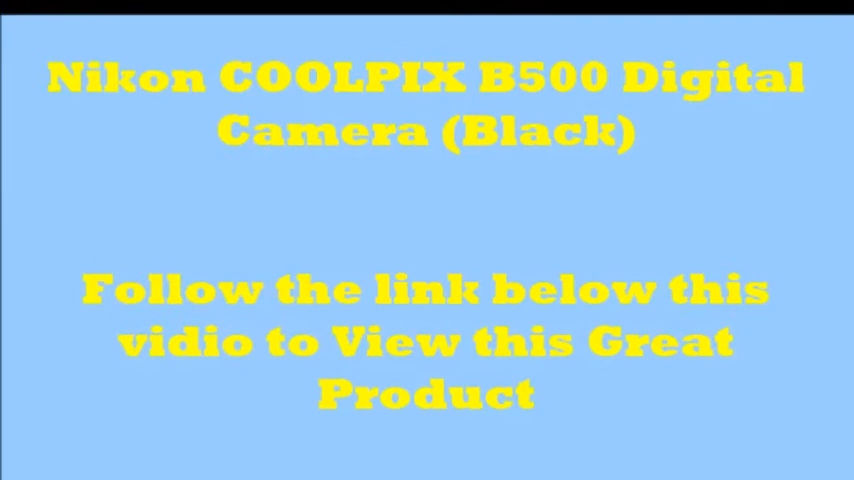 Nikon COOLPIX B500 Digital
Camera (Black)
Follow the link below this
vidio to View this Great
Product